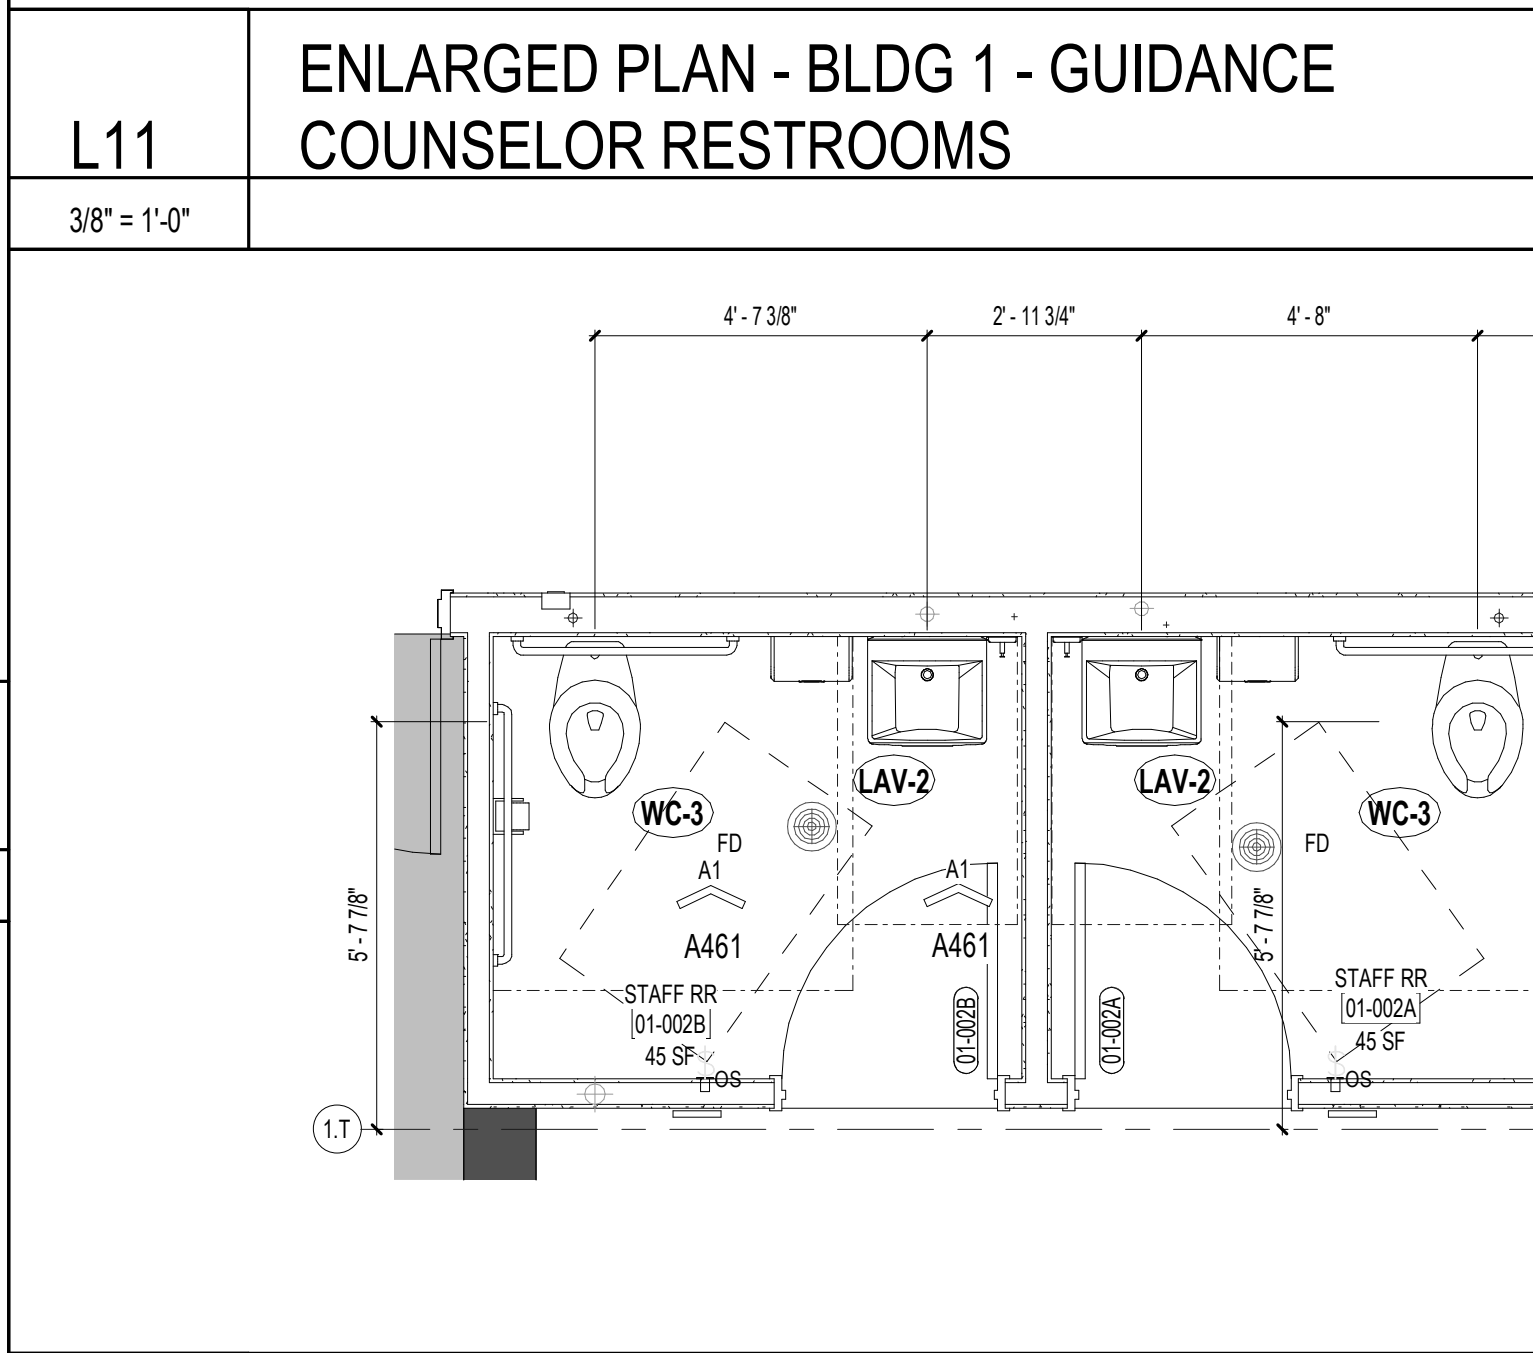 ENLARGED PLAN - BLDG 1 - GUIDANCE
COUNSELOR RESTROOMS
L11
3/8" = 1'-0"
4' - 7 3/8"
2' - 11 3/4"
4' - 8"
LAV-2
LAV-2
WC-3
WC-3
FD
FD
A1
A1
A461
A461
5' - 7 7/8"
5' - 7 7/8"
STAFF RR
01-002B
45 SF
01-002B
01-002A
STAFF RR
01-002A
45 SF
$
OS
$
OS
1.T